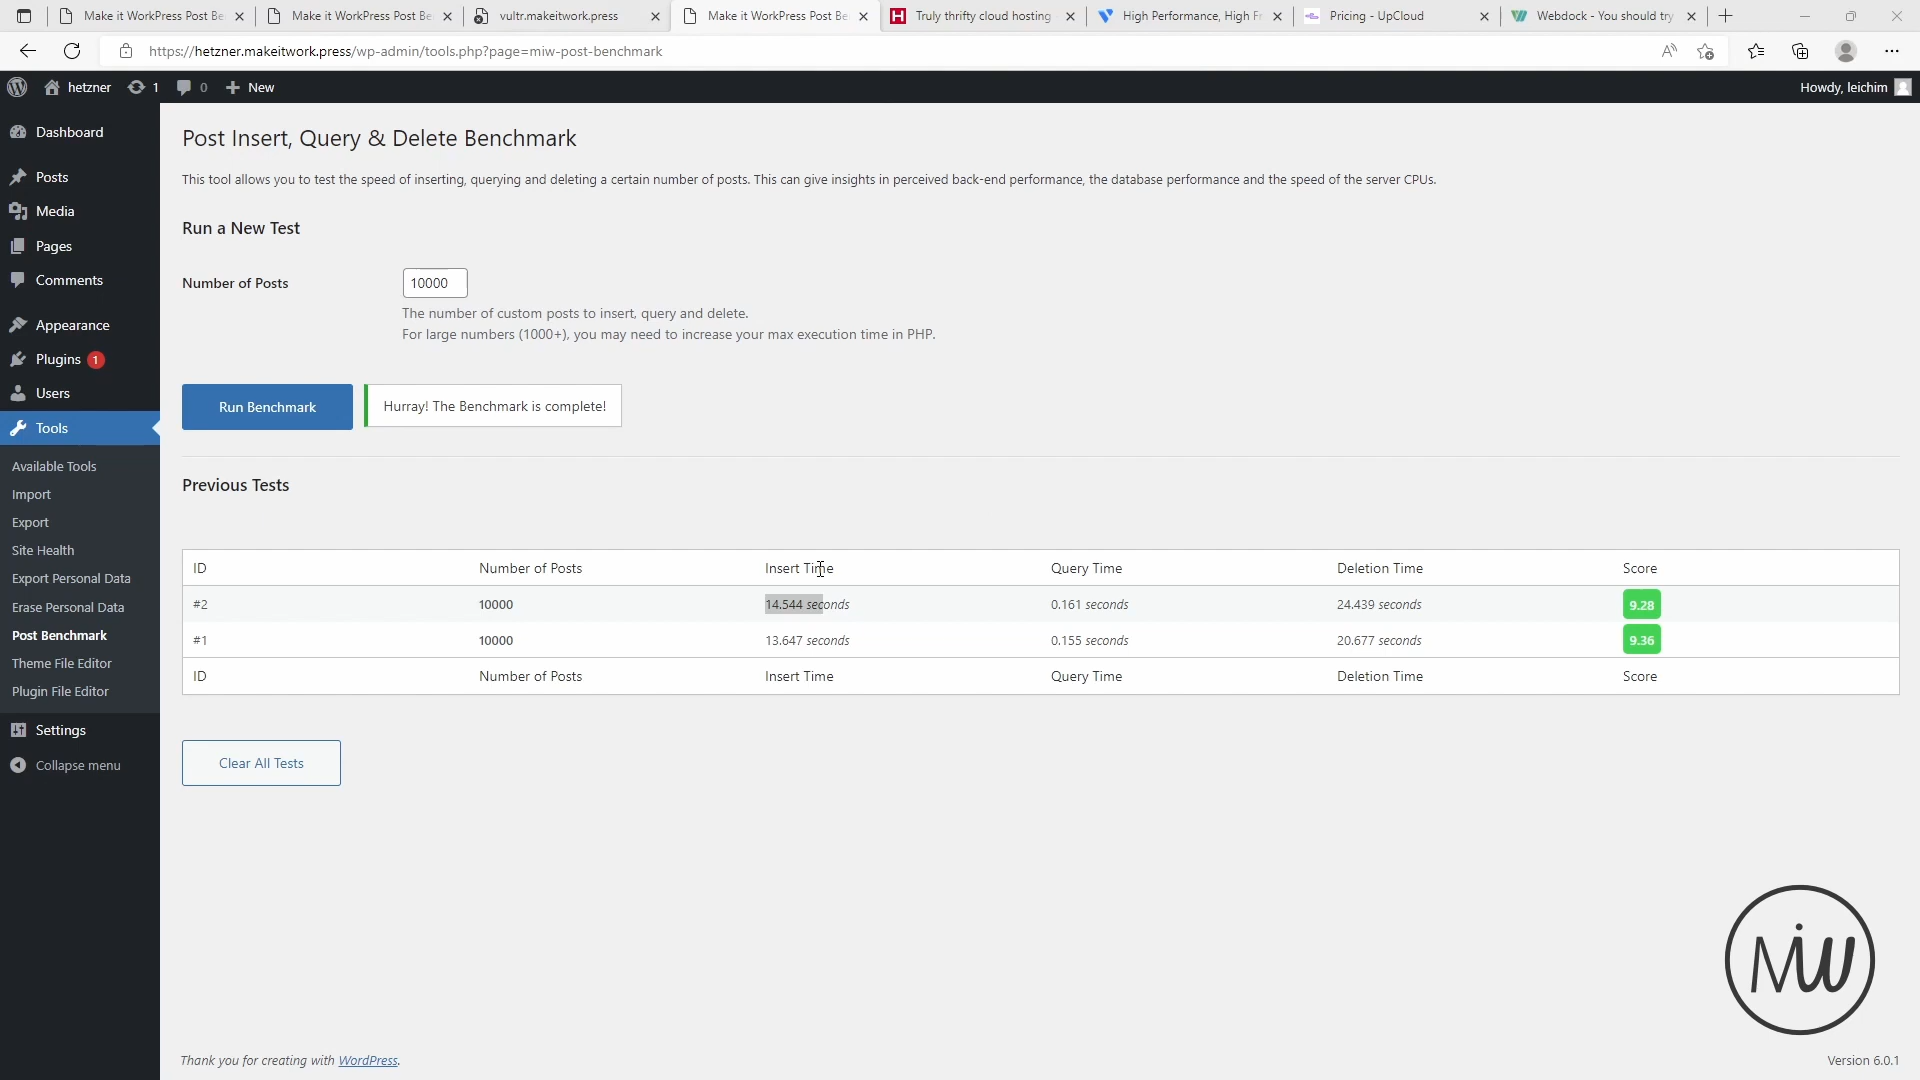 Make it WordPress Post Be
Make it WordPress Post Be
vultr.makeitwork.press
Make it WordPress Post Be
Truly thrifty cloud hosting
High Performance, High Fr
Pricing - UpCloud
Webdock - You should try
https://hetzner.makeitwork.press/wp-admin/tools.php?page=miw-post-benchmark
hetzner
1
0
New
Howdy, leichim
Dashboard
Posts
Media
Pages
Comments
Appearance
Plugins 1
Users
Tools
Available Tools
Import
Export
Site Health
Export Personal Data
Erase Personal Data
Post Benchmark
Theme File Editor
Plugin File Editor
Settings
Collapse menu
Post Insert, Query & Delete Benchmark
This tool allows you to test the speed of inserting, querying and deleting a certain number of posts. This can give insights in perceived back-end performance, the database performance and the speed of the server CPUs.
Run a New Test
Number of Posts
10000
The number of custom posts to insert, query and delete.
For large numbers (1000+), you may need to increase your max execution time in PHP.
Run Benchmark
Hurray! The Benchmark is complete!
Previous Tests
ID Number of Posts Insert Time Query Time Deletion Time Score
#2 10000 14.544 seconds 0.161 seconds 24.439 seconds 9.28
#1 10000 13.647 seconds 0.155 seconds 20.677 seconds 9.36
ID Number of Posts Insert Time Query Time Deletion Time Score
Clear All Tests
MIW
Thank you for creating with WordPress.
Version 6.0.1